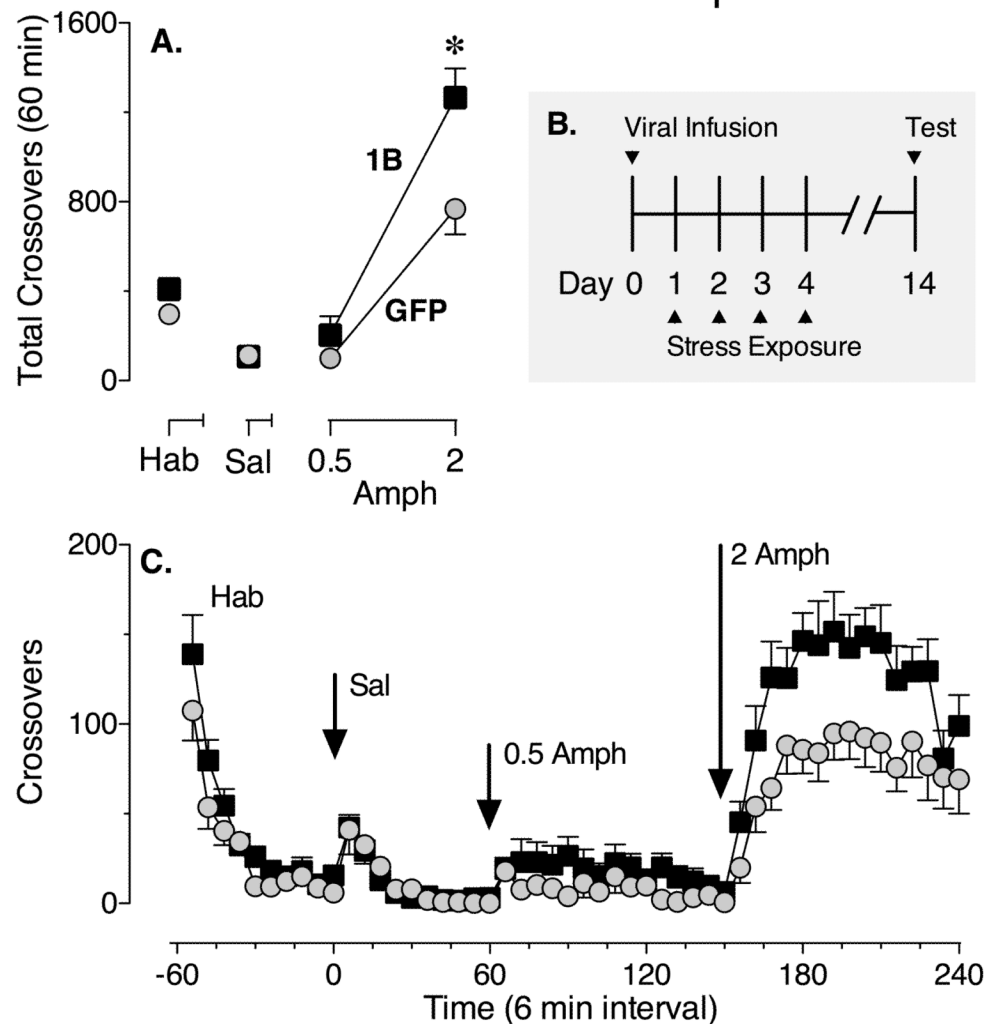 A.
1600
800
0
Total Crossovers (60 min)
*
1B
GFP
Hab Sal 0.5 2
Amph
B.
Viral Infusion Test
Day 0 1 2 3 4 14
Stress Exposure
C.
200
100
0
Crossovers
Hab
Sal
0.5 Amph
2 Amph
-60 0 60 120 180 240
Time (6 min interval)